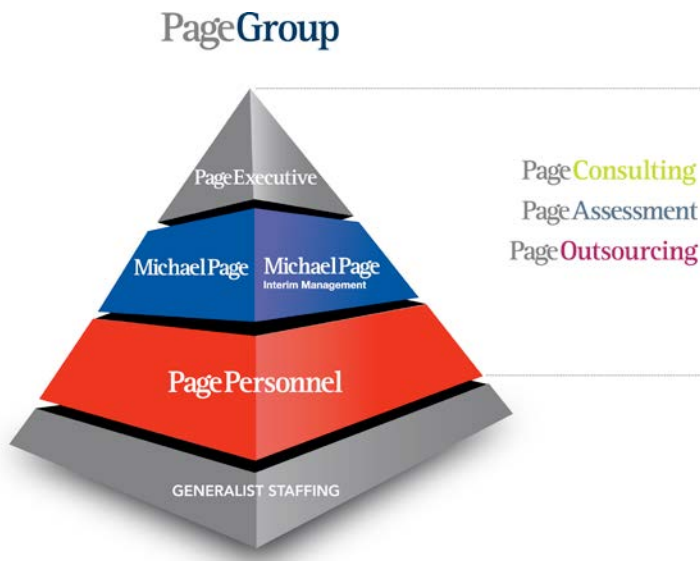 PageGroup
PageExecutive
PageConsulting
PageAssessment
PageOutsourcing
MichaelPage
MichaelPage
Interim Management
PagePersonnel
GENERALIST STAFFING